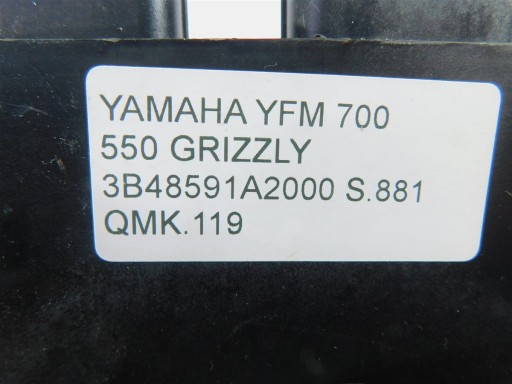 YAMAHA YFM 700
550 GRIZZLY
3B48591A2000 S.881
QMK.119